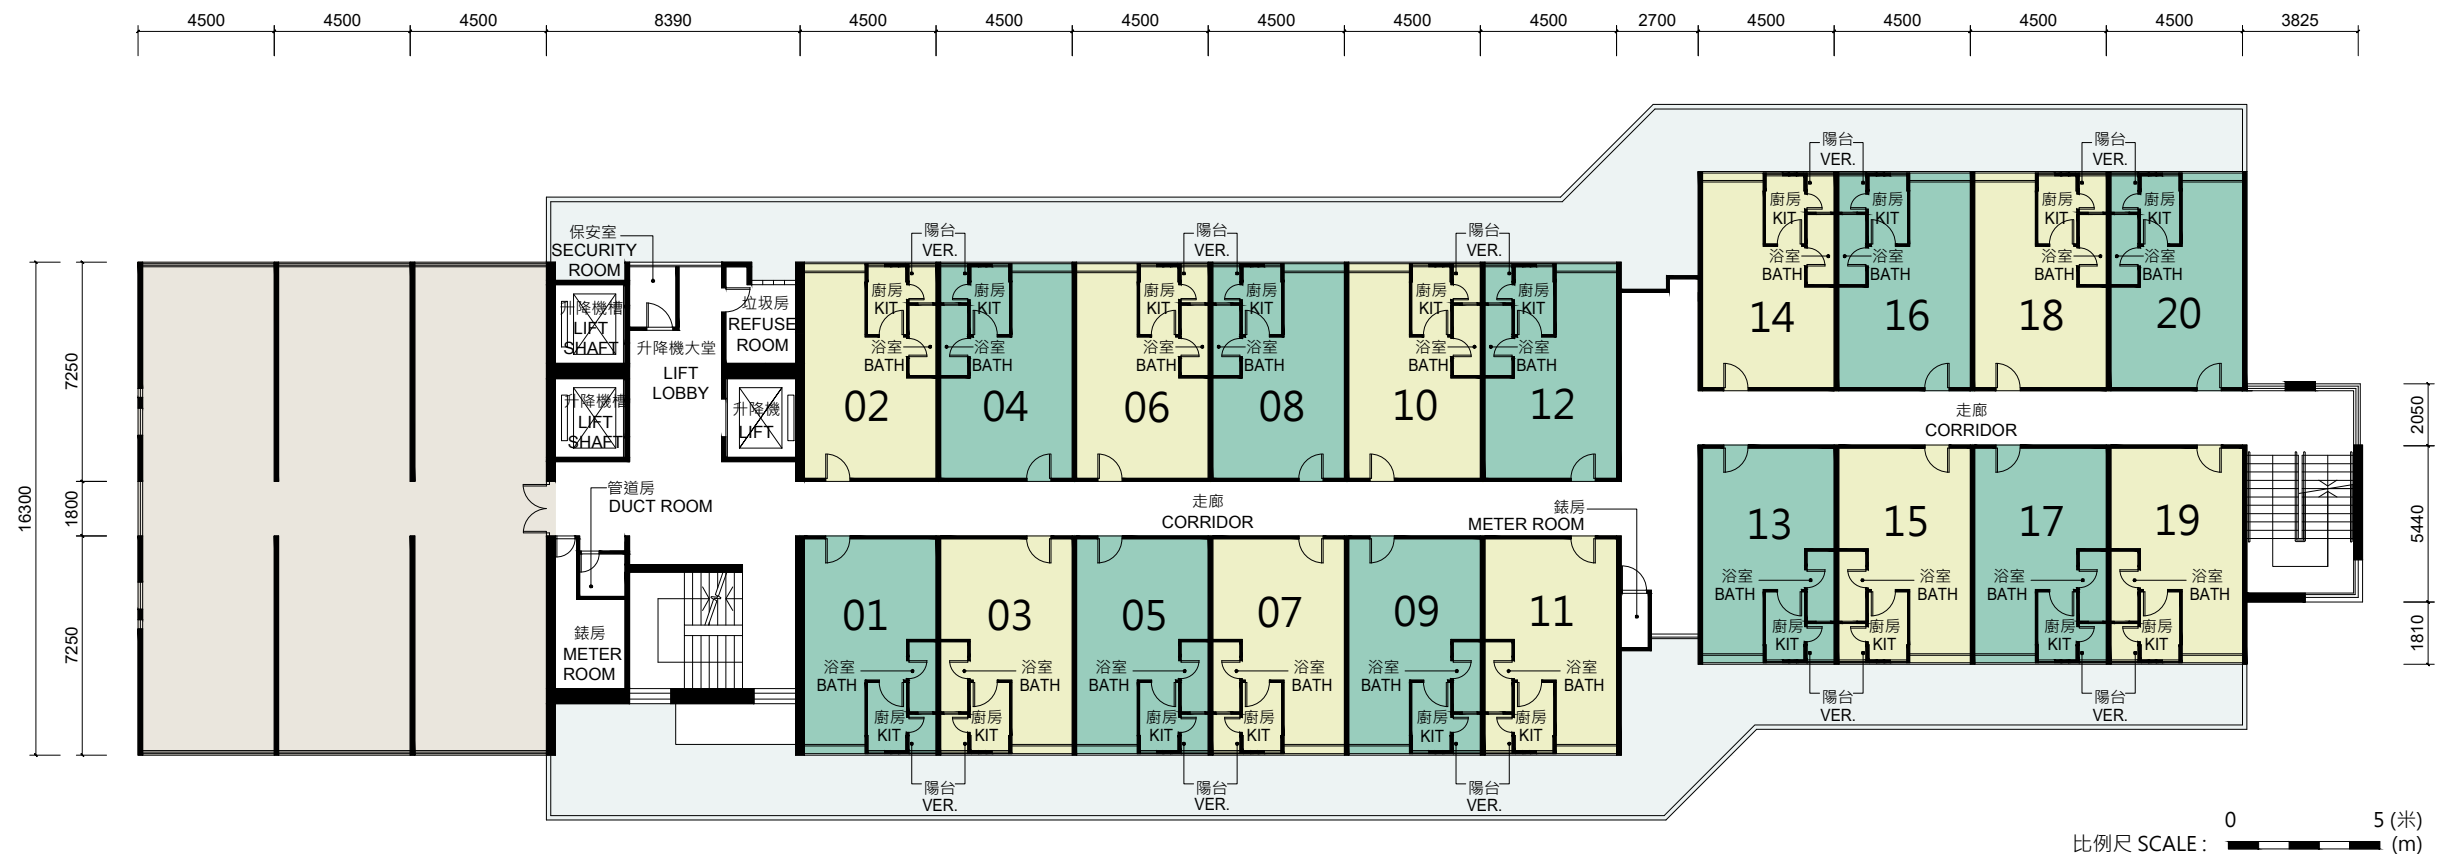 4500 4500 4500 8390 4500 4500 4500 4500 4500 4500 2700 4500 4500 4500 4500 3825
陽台
VER.
陽台
VER.
廚房
KIT
廚房
KIT
廚房
KIT
廚房
KIT
浴室
BATH
浴室
BATH
浴室
BATH
浴室
BATH
14 16 18 20
保安室
SECURITY
ROOM
陽台
VER.
陽台
VER.
陽台
VER.
升降機槽
LIFT
SHAFT
垃圾房
REFUSE
ROOM
升降機大堂
LIFT
LOBBY
升降機槽
LIFT
SHAFT
升降機
LIFT
廚房
KIT
廚房
KIT
廚房
KIT
廚房
KIT
廚房
KIT
廚房
KIT
浴室
BATH
浴室
BATH
浴室
BATH
浴室
BATH
浴室
BATH
浴室
BATH
02 04 06 08 10 12
走廊
CORRIDOR
16300
7250
1800
7250
2050
5440
1810
管道房
DUCT ROOM
走廊
CORRIDOR
錶房
METER ROOM
13 15 17 19
浴室
BATH
浴室
BATH
浴室
BATH
浴室
BATH
廚房
KIT
廚房
KIT
廚房
KIT
廚房
KIT
陽台
VER.
陽台
VER.
錶房
METER
ROOM
01 03 05 07 09 11
浴室
BATH
浴室
BATH
浴室
BATH
浴室
BATH
浴室
BATH
浴室
BATH
廚房
KIT
廚房
KIT
廚房
KIT
廚房
KIT
廚房
KIT
廚房
KIT
陽台
VER.
陽台
VER.
陽台
VER.
0 5 (米)
比例尺 SCALE : (m)